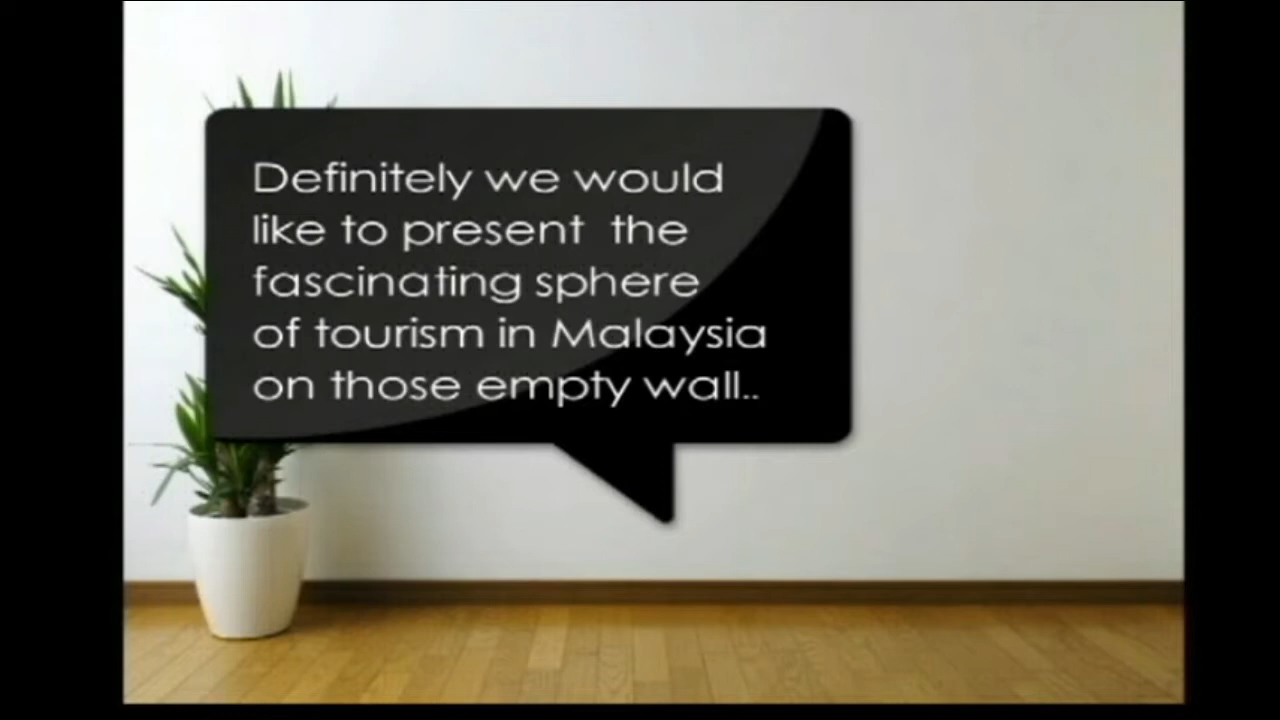 Definitely we would
like to present the
fascinating sphere
of tourism in Malaysia
on those empty wall..